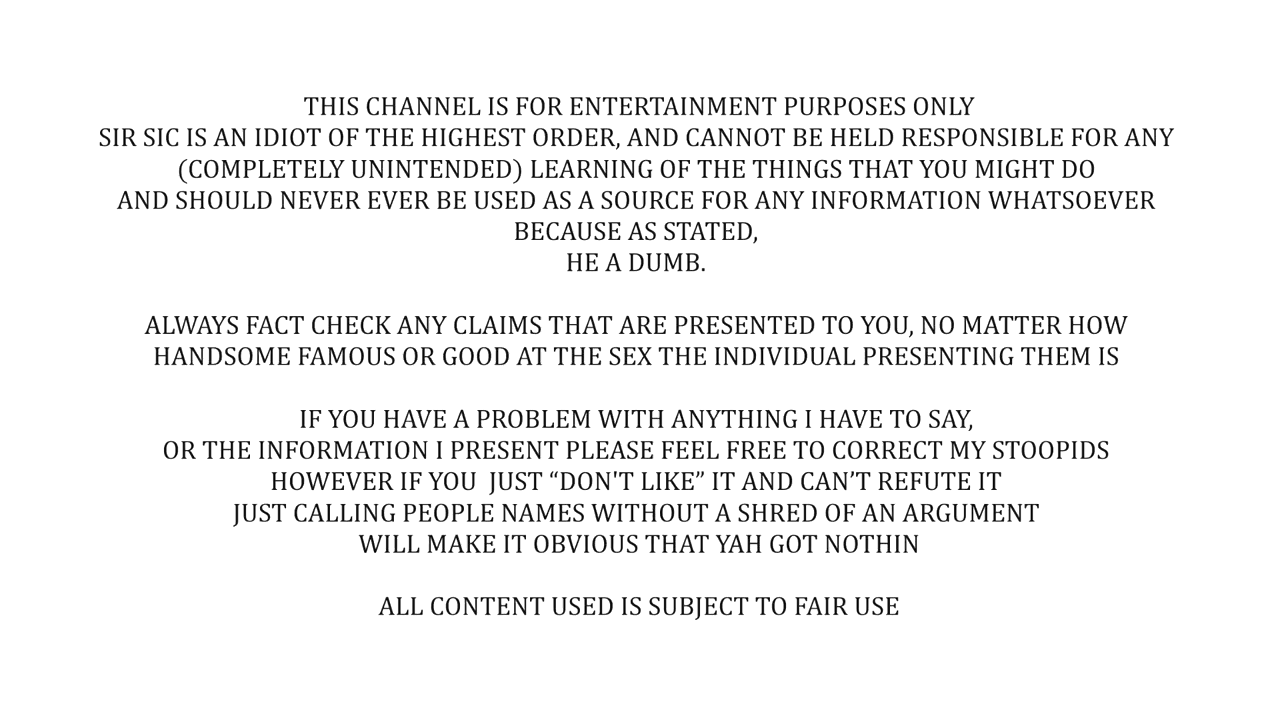 THIS CHANNEL IS FOR ENTERTAINMENT PURPOSES ONLY
SIR SIC IS AN IDIOT OF THE HIGHEST ORDER, AND CANNOT BE HELD RESPONSIBLE FOR ANY
(COMPLETELY UNINTENDED) LEARNING OF THE THINGS THAT YOU MIGHT DO
AND SHOULD NEVER EVER BE USED AS A SOURCE FOR ANY INFORMATION WHATSOEVER
BECAUSE AS STATED,
HE A DUMB.
ALWAYS FACT CHECK ANY CLAIMS THAT ARE PRESENTED TO YOU, NO MATTER HOW
HANDSOME FAMOUS OR GOOD AT THE SEX THE INDIVIDUAL PRESENTING THEM IS
IF YOU HAVE A PROBLEM WITH ANYTHING I HAVE TO SAY,
OR THE INFORMATION I PRESENT PLEASE FEEL FREE TO CORRECT MY STOOPIDS
HOWEVER IF YOU  JUST “DON'T LIKE” IT AND CAN’T REFUTE IT
JUST CALLING PEOPLE NAMES WITHOUT A SHRED OF AN ARGUMENT
WILL MAKE IT OBVIOUS THAT YAH GOT NOTHIN
ALL CONTENT USED IS SUBJECT TO FAIR USE